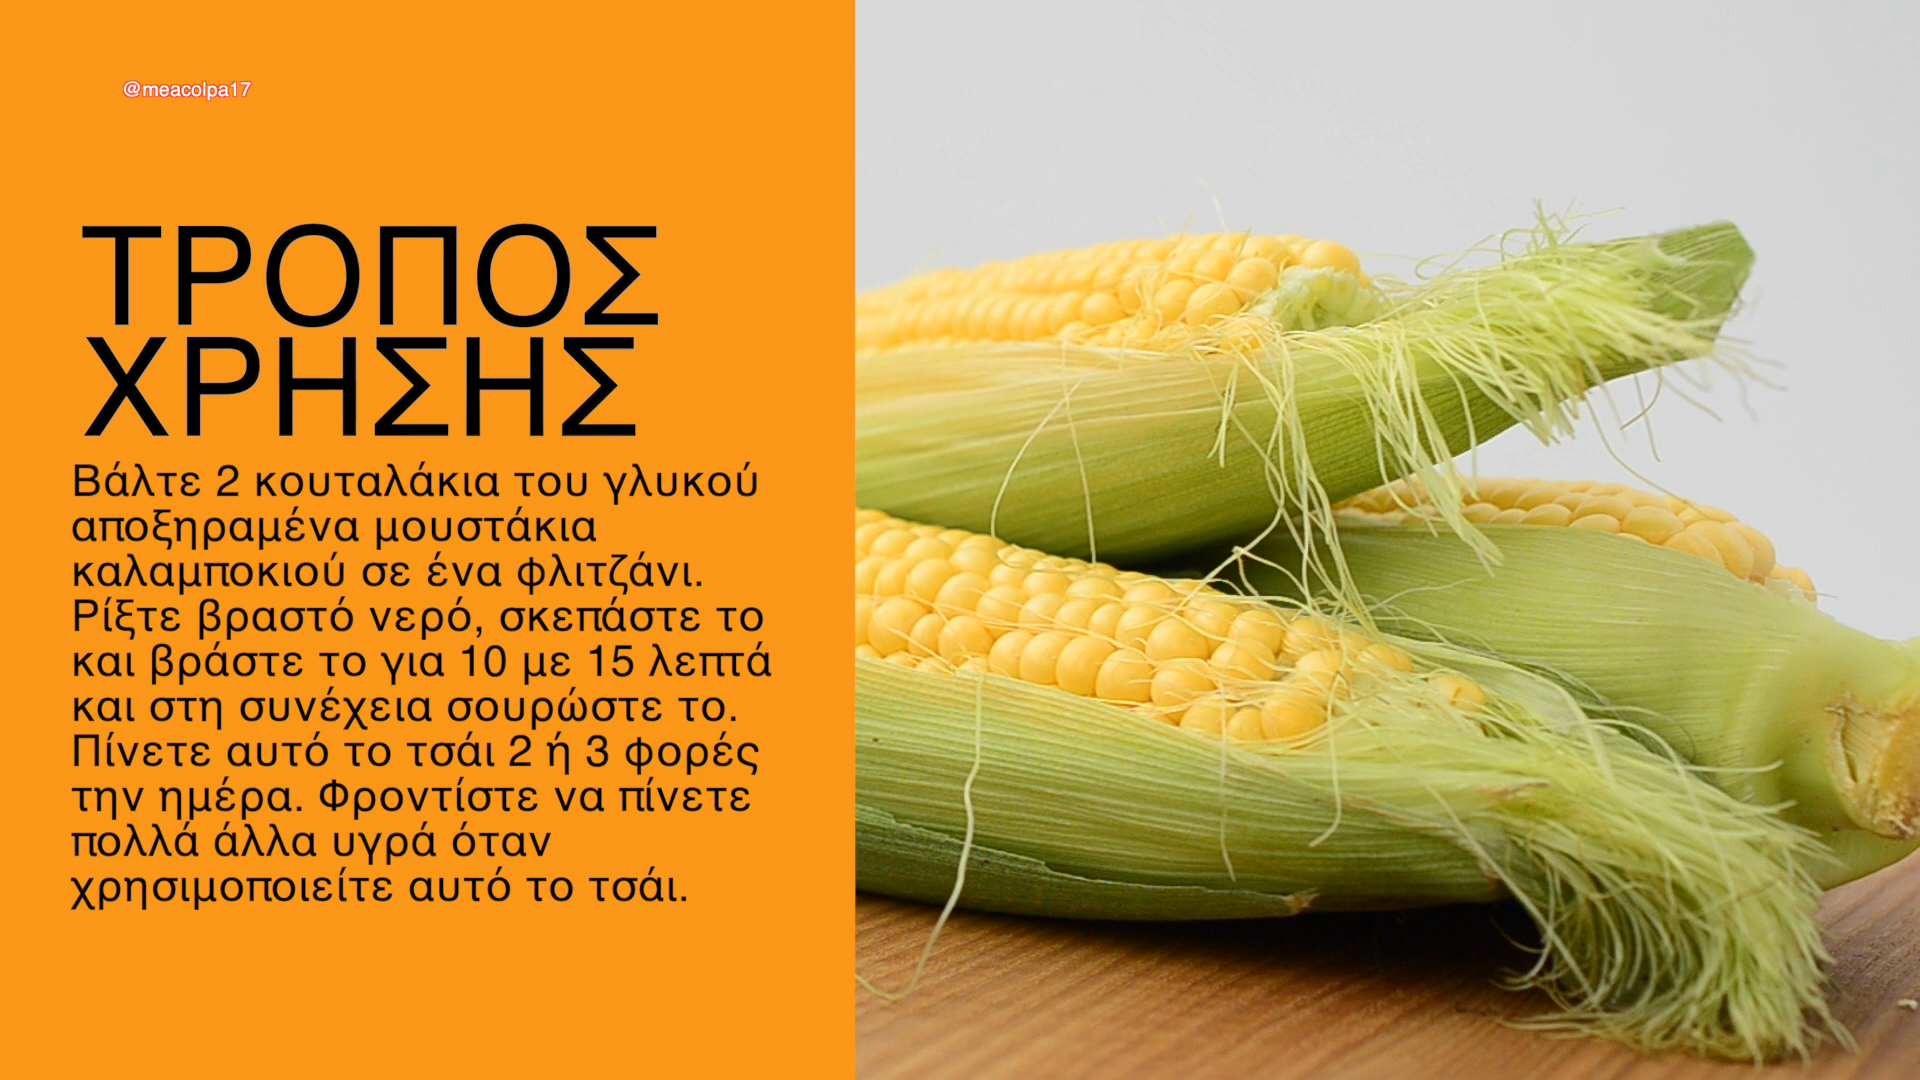 @meacolpa17
ΤΡΟΠΟΣ
ΧΡΗΣΗΣ
Βάλτε 2 κουταλάκια του γλυκού
αποξηραμένα μουστάκια
καλαμποκιού σε ένα φλιτζάνι.
Ρίξτε βραστό νερό, σκεπάστε το
και βράστε το για 10 με 15 λεπτά
και στη συνέχεια σουρώστε το.
Πίνετε αυτό το τσάι 2 ή 3 φορές
την ημέρα. Φροντίστε να πίνετε
πολλά άλλα υγρά όταν
χρησιμοποιείτε αυτό το τσάι.